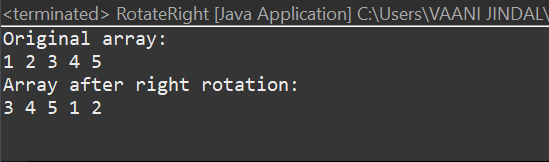 <terminated> RotateRight [Java Application] C:\Users\VAANI JINDAL\
Original array:
1 2 3 4 5
Array after right rotation:
3 4 5 1 2